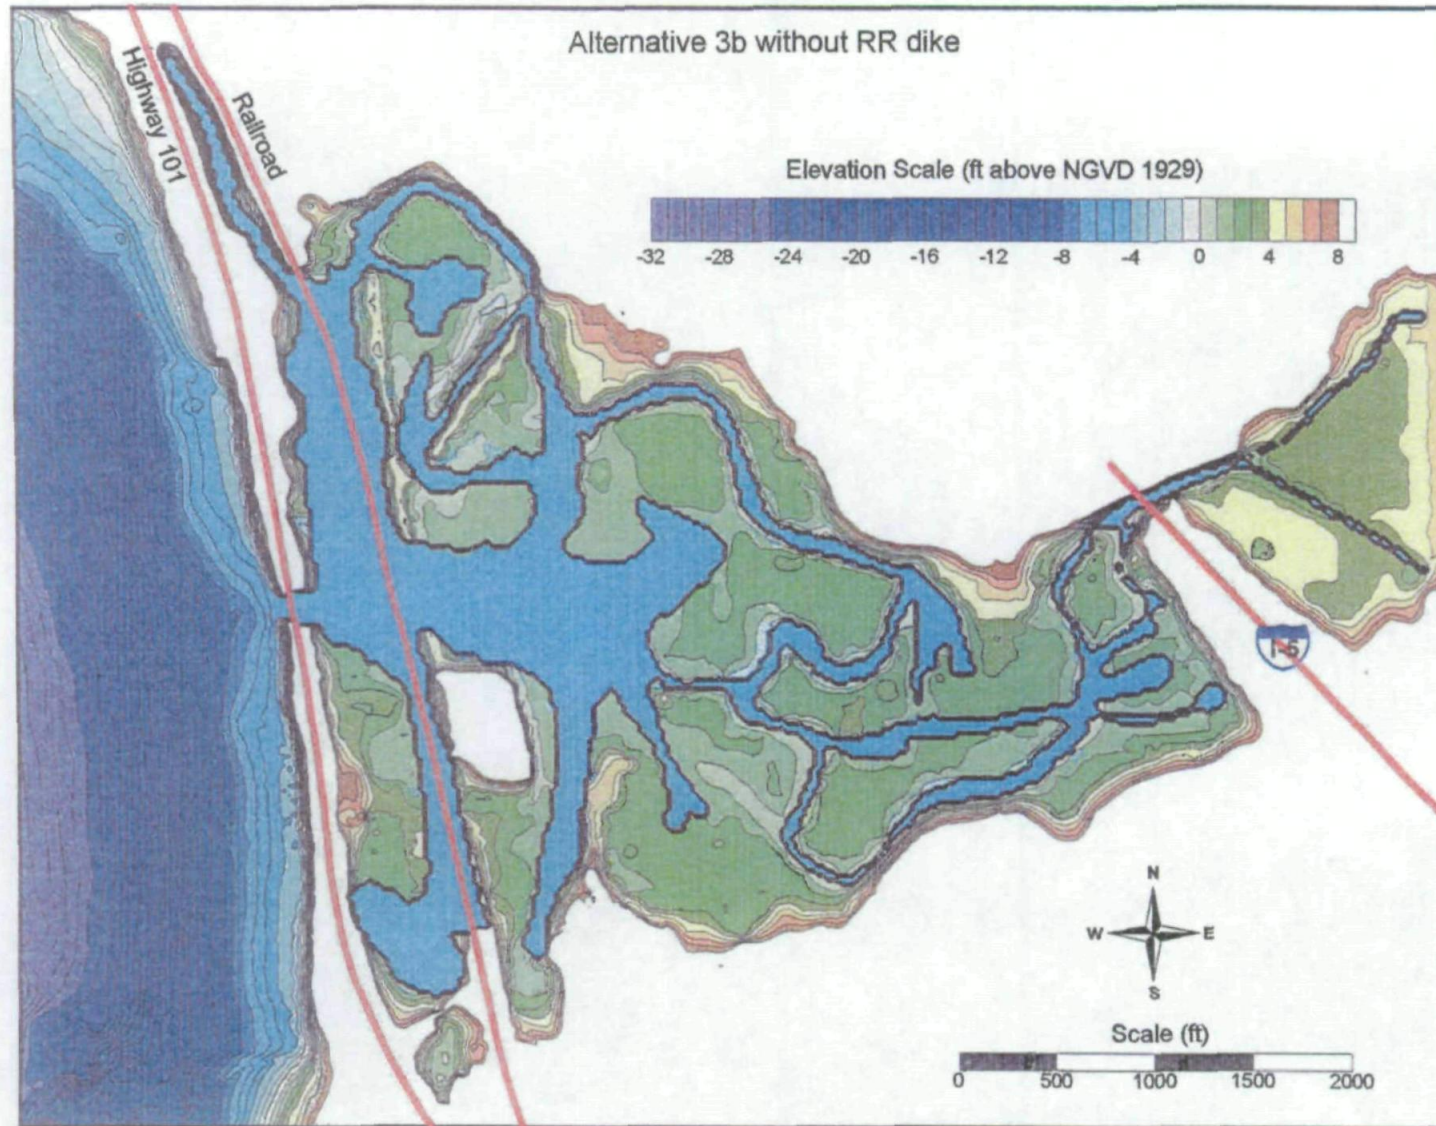 Alternative 3b without RR dike
Highway 101
Railroad
Elevation Scale (ft above NGVD 1929)
-32 -28 -24 -20 -16 -12 -8 -4 0 4 8
I-5
N
W E
S
Scale (ft)
0 500 1000 1500 2000